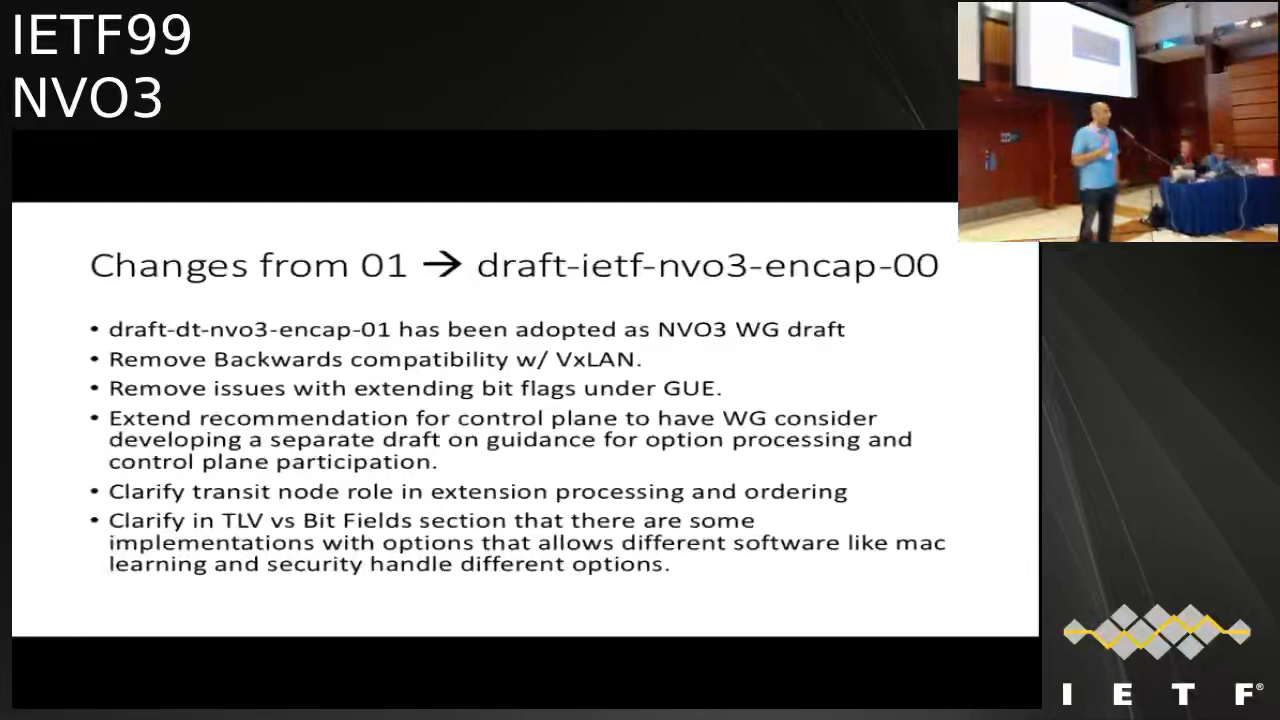 IETF99
NVO3
Changes from 01 → draft-ietf-nvo3-encap-00
• draft-dt-nvo3-encap-01 has been adopted as NVO3 WG draft
• Remove Backwards compatibility w/ VxLAN.
• Remove issues with extending bit flags under GUE.
• Extend recommendation for control plane to have WG consider
developing a separate draft on guidance for option processing and
control plane participation.
• Clarify transit node role in extension processing and ordering
• Clarify in TLV vs Bit Fields section that there are some
implementations with options that allows different software like mac
learning and security handle different options.
I E T F®